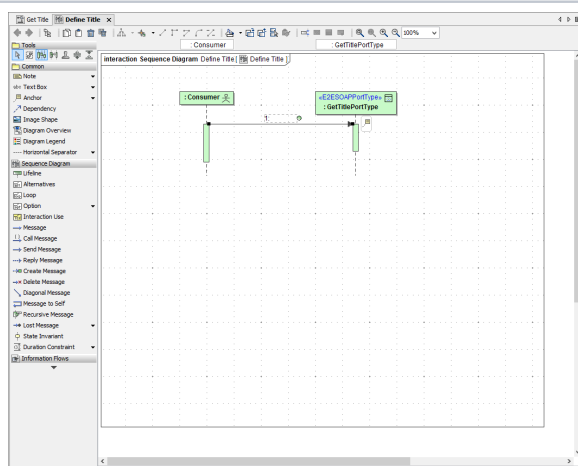 Get Title
Define Title
100%
Tools
: Consumer
: GetTitlePortType
interaction Sequence Diagram Define Title [ Define Title ]
Common
Note
Text Box
Anchor
Dependency
Image Shape
Diagram Overview
Diagram Legend
Horizontal Separator
Sequence Diagram
Lifeline
Alternatives
Loop
Option
Interaction Use
Message
Call Message
Send Message
Reply Message
Create Message
Delete Message
Diagonal Message
Message to Self
Recursive Message
Lost Message
State Invariant
Duration Constraint
Information Flows
: Consumer
«E2ESOAPPortType»
: GetTitlePortType
1: